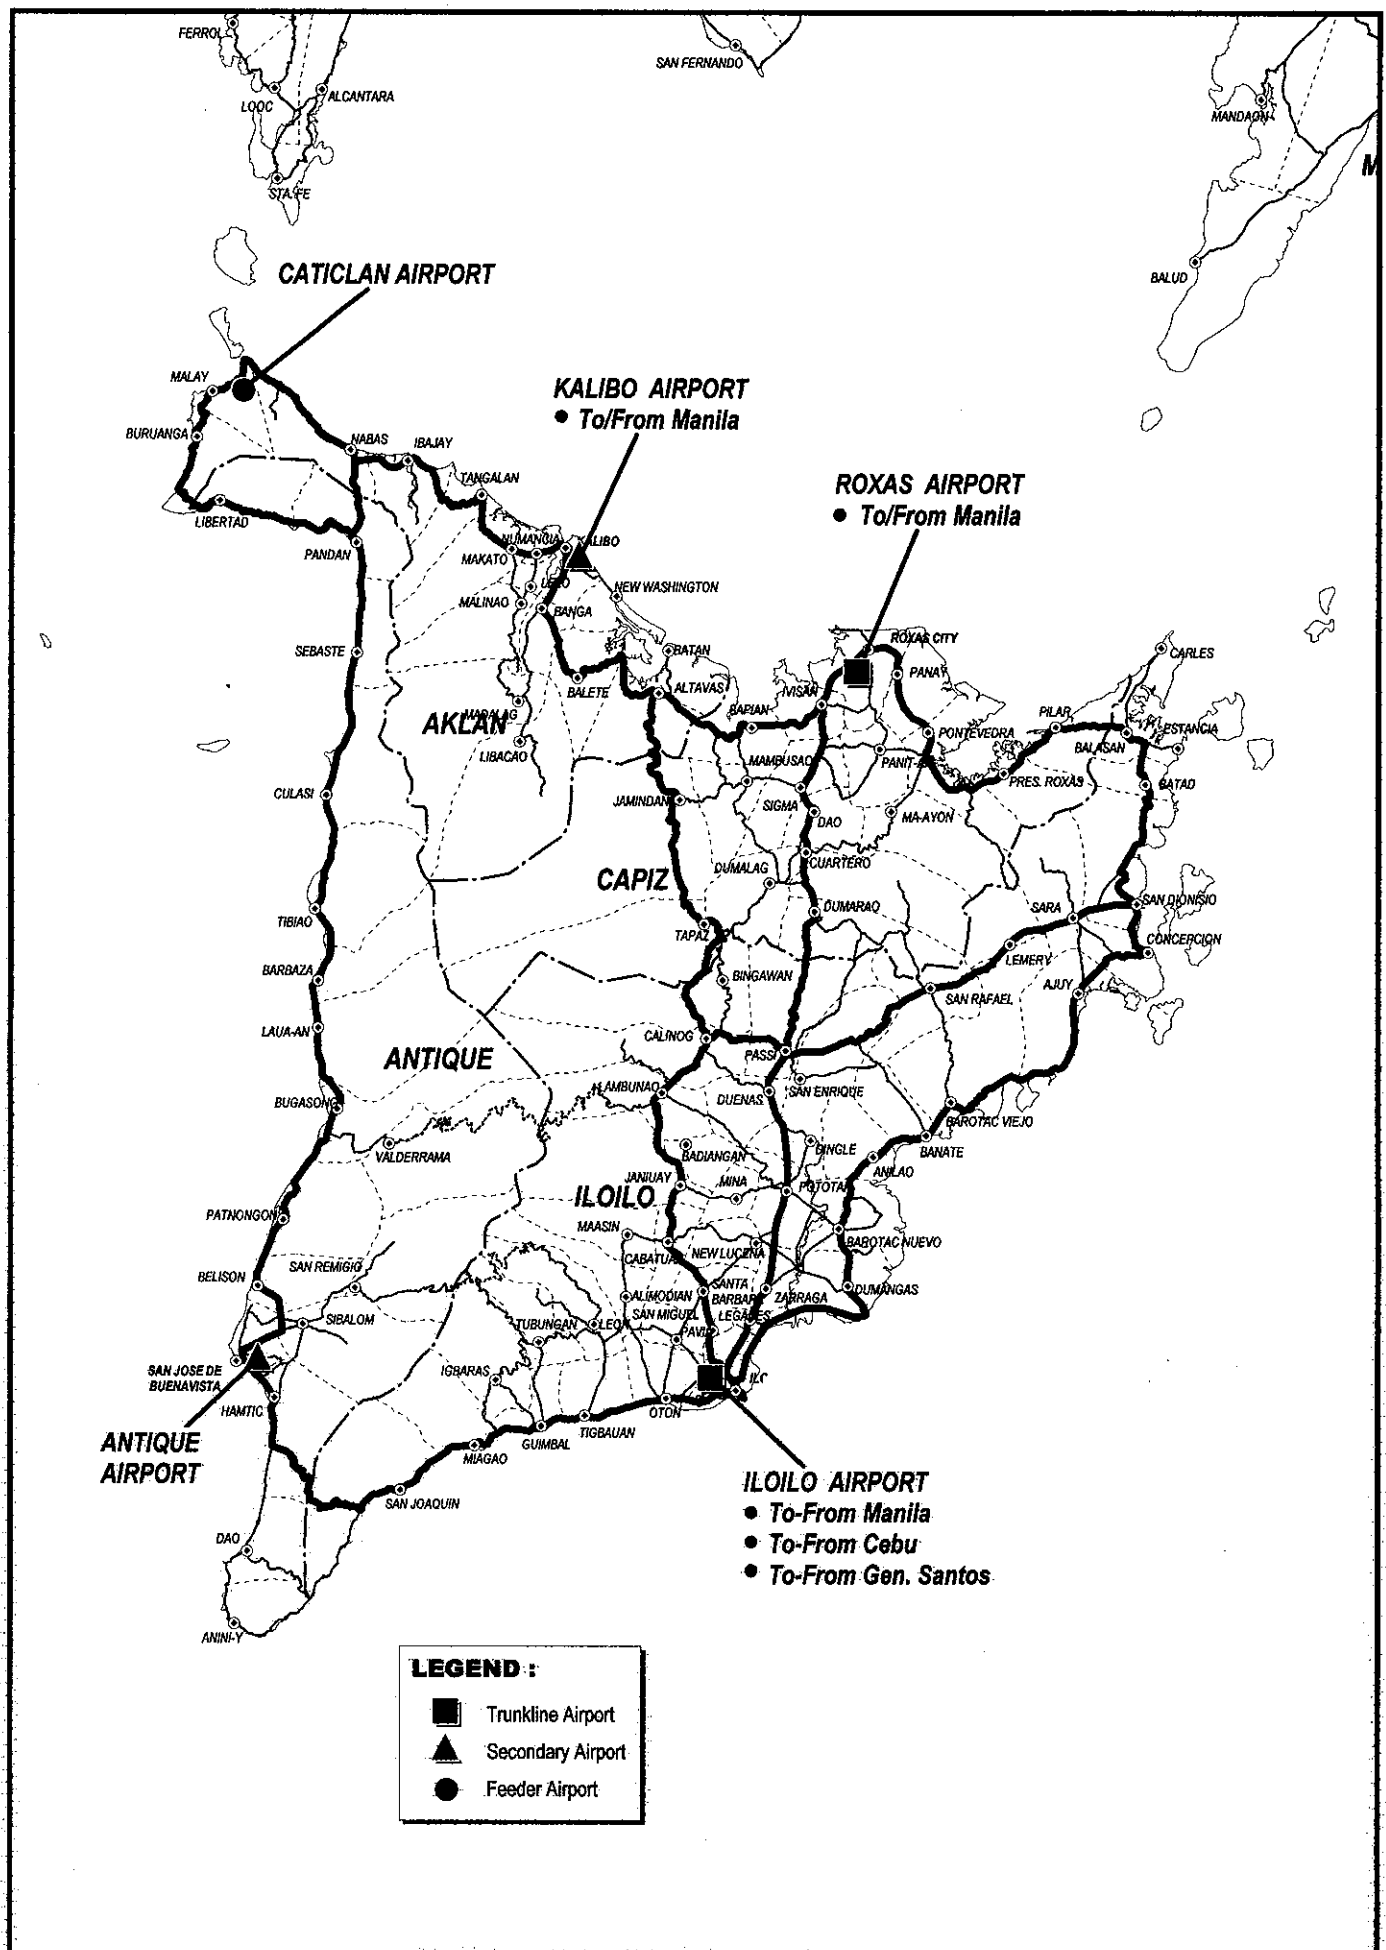 FERROL
SAN FERNANDO
LOOC
ALCANTARA
MANDAON
M
STA. FE
CATICLAN AIRPORT
BALUD
MALAY
KALIBO AIRPORT
● To/From Manila
BURUANGA
NABAS
IBAJAY
TANGALAN
ROXAS AIRPORT
● To/From Manila
LIBERTAD
PANDAN
NUMANCIA
KALIBO
MAKATO
NEW WASHINGTON
MALINAO
BANGA
ROXAS CITY
SEBASTE
BATAN
CARLES
PANAY
BALETE
ALTAVAS
IVISAN
MADALAG
AKLAN
SAPIAN
PILAR
ESTANCIA
PONTEVEDRA
BALASAN
LIBACAO
MAMBUSAO
PANIT-AN
PRES. ROXAS
BATAD
CULASI
JAMINDAN
SIGMA
DAO
MA-AYON
DUMALAG
CUARTERO
CAPIZ
TIBIAO
DUMARAO
SARA
SAN DIONISIO
TAPAZ
CONCEPCION
LEMERY
BARBAZA
BINGAWAN
SAN RAFAEL
AJUY
LAUA-AN
CALINOG
PASSI
ANTIQUE
BUGASONG
LAMBUNAO
DUENAS
SAN ENRIQUE
BAROTAC VIEJO
VALDERRAMA
BADIANGAN
DINGLE
BANATE
ANILAO
JANIUAY
MINA
POTOTAN
ILOILO
PATNONGON
MAASIN
CABATUAN
NEW LUCENA
BAROTAC NUEVO
SAN REMIGIO
BELISON
ALIMODIAN
SANTA
BARBARA
ZARRAGA
DUMANGAS
SIBALOM
TUBUNGAN
LEON
SAN MIGUEL
LEGANES
PAVIA
SAN JOSE DE
BUENAVISTA
IGBARAS
HAMTIC
OTON
GUIMBAL
TIGBAUAN
MIAGAO
ANTIQUE
AIRPORT
SAN JOAQUIN
ILOILO AIRPORT
● To-From Manila
● To-From Cebu
● To-From Gen. Santos
DAO
ANINI-Y
LEGEND :
Trunkline Airport
Secondary Airport
Feeder Airport